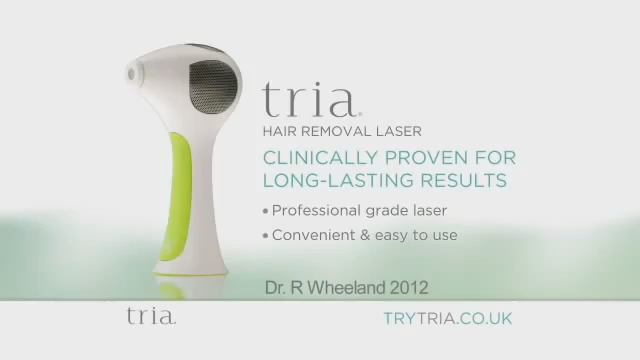 tria®
HAIR REMOVAL LASER
CLINICALLY PROVEN FOR
LONG-LASTING RESULTS
• Professional grade laser
• Convenient & easy to use
Dr. R Wheeland 2012
tria.
TRYTRIA.CO.UK